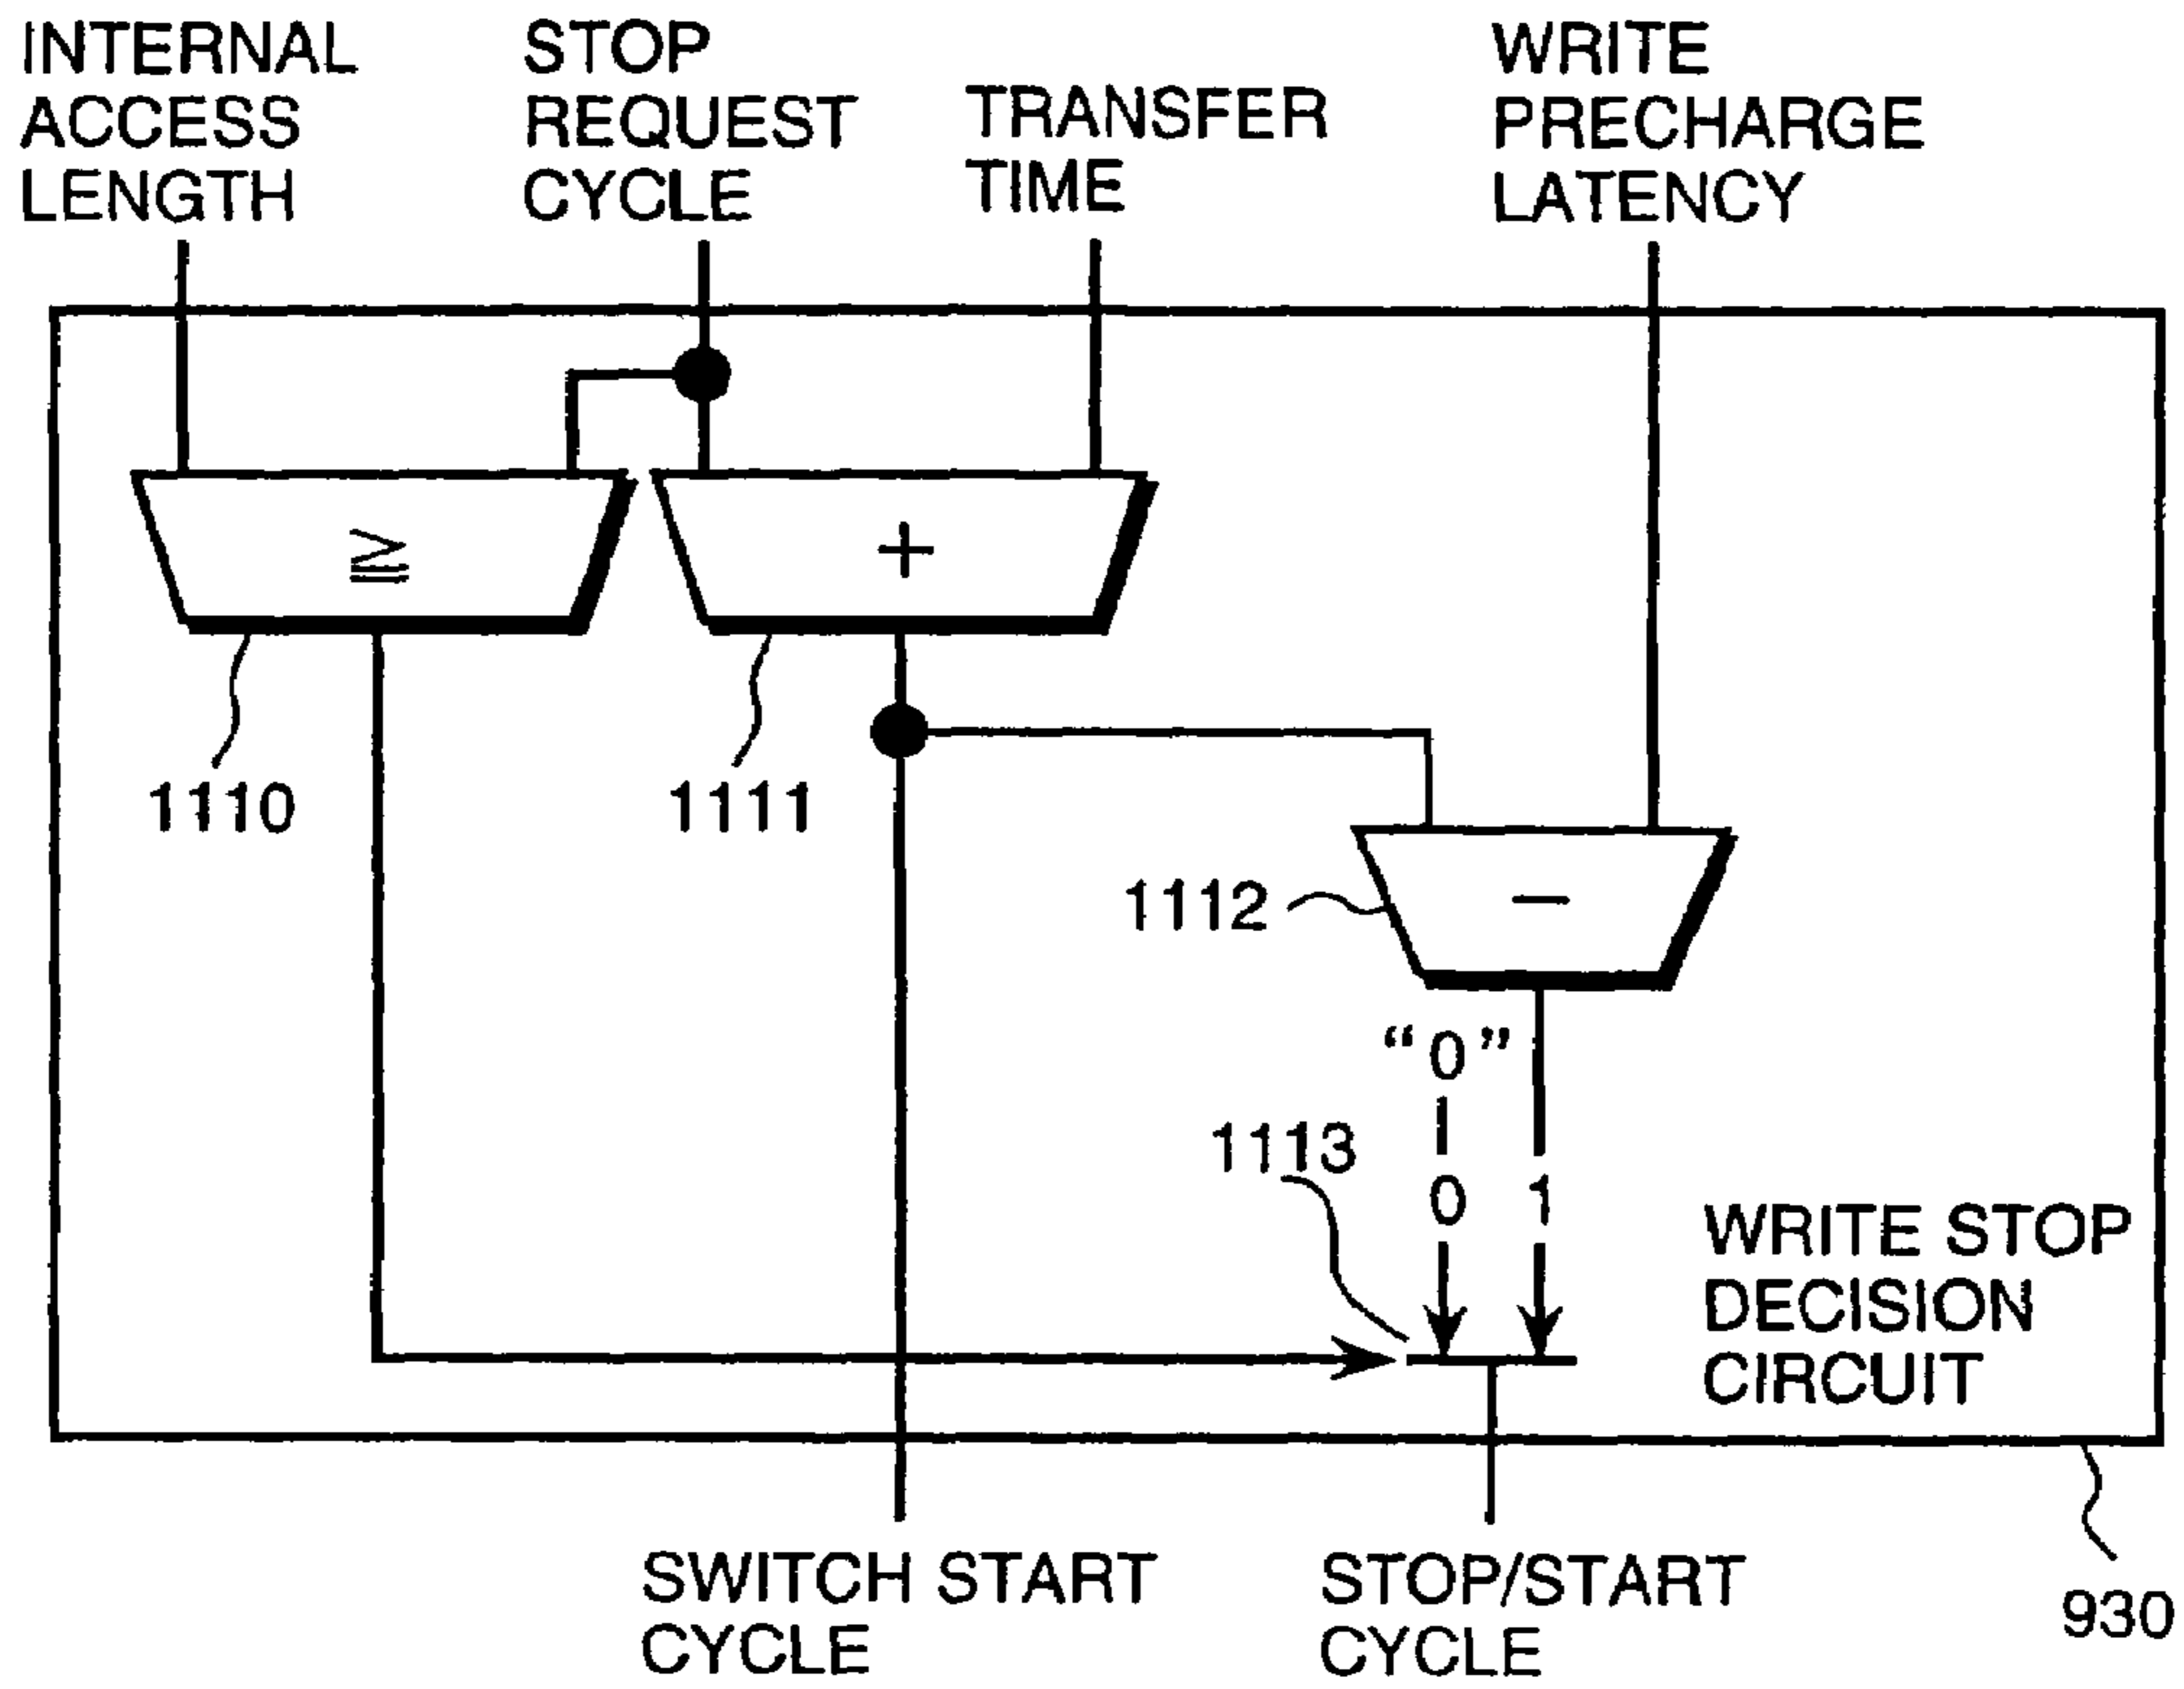 INTERNAL
ACCESS
LENGTH
STOP
REQUEST
CYCLE
TRANSFER
TIME
WRITE
PRECHARGE
LATENCY
≧
+
1110
1111
1112
−
“0”
1113
0 1
WRITE STOP
DECISION
CIRCUIT
SWITCH START
CYCLE
STOP/START
CYCLE
930